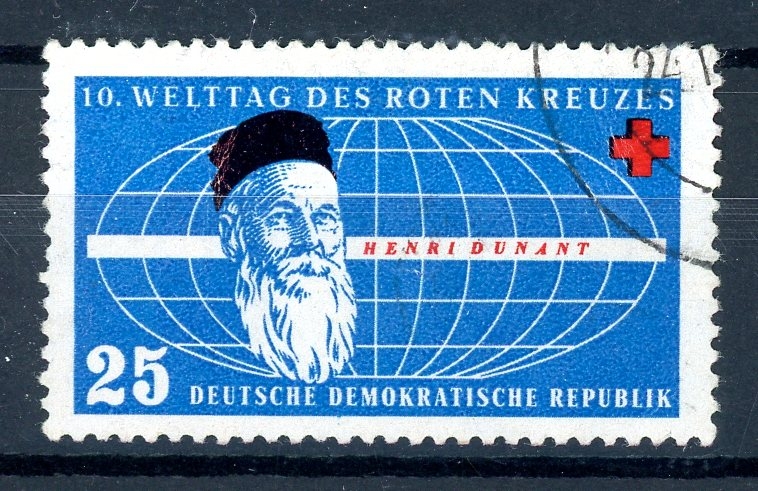 10. WELTTAG DES ROTEN KREUZES
HENRI DUNANT
25 DEUTSCHE DEMOKRATISCHE REPUBLIK